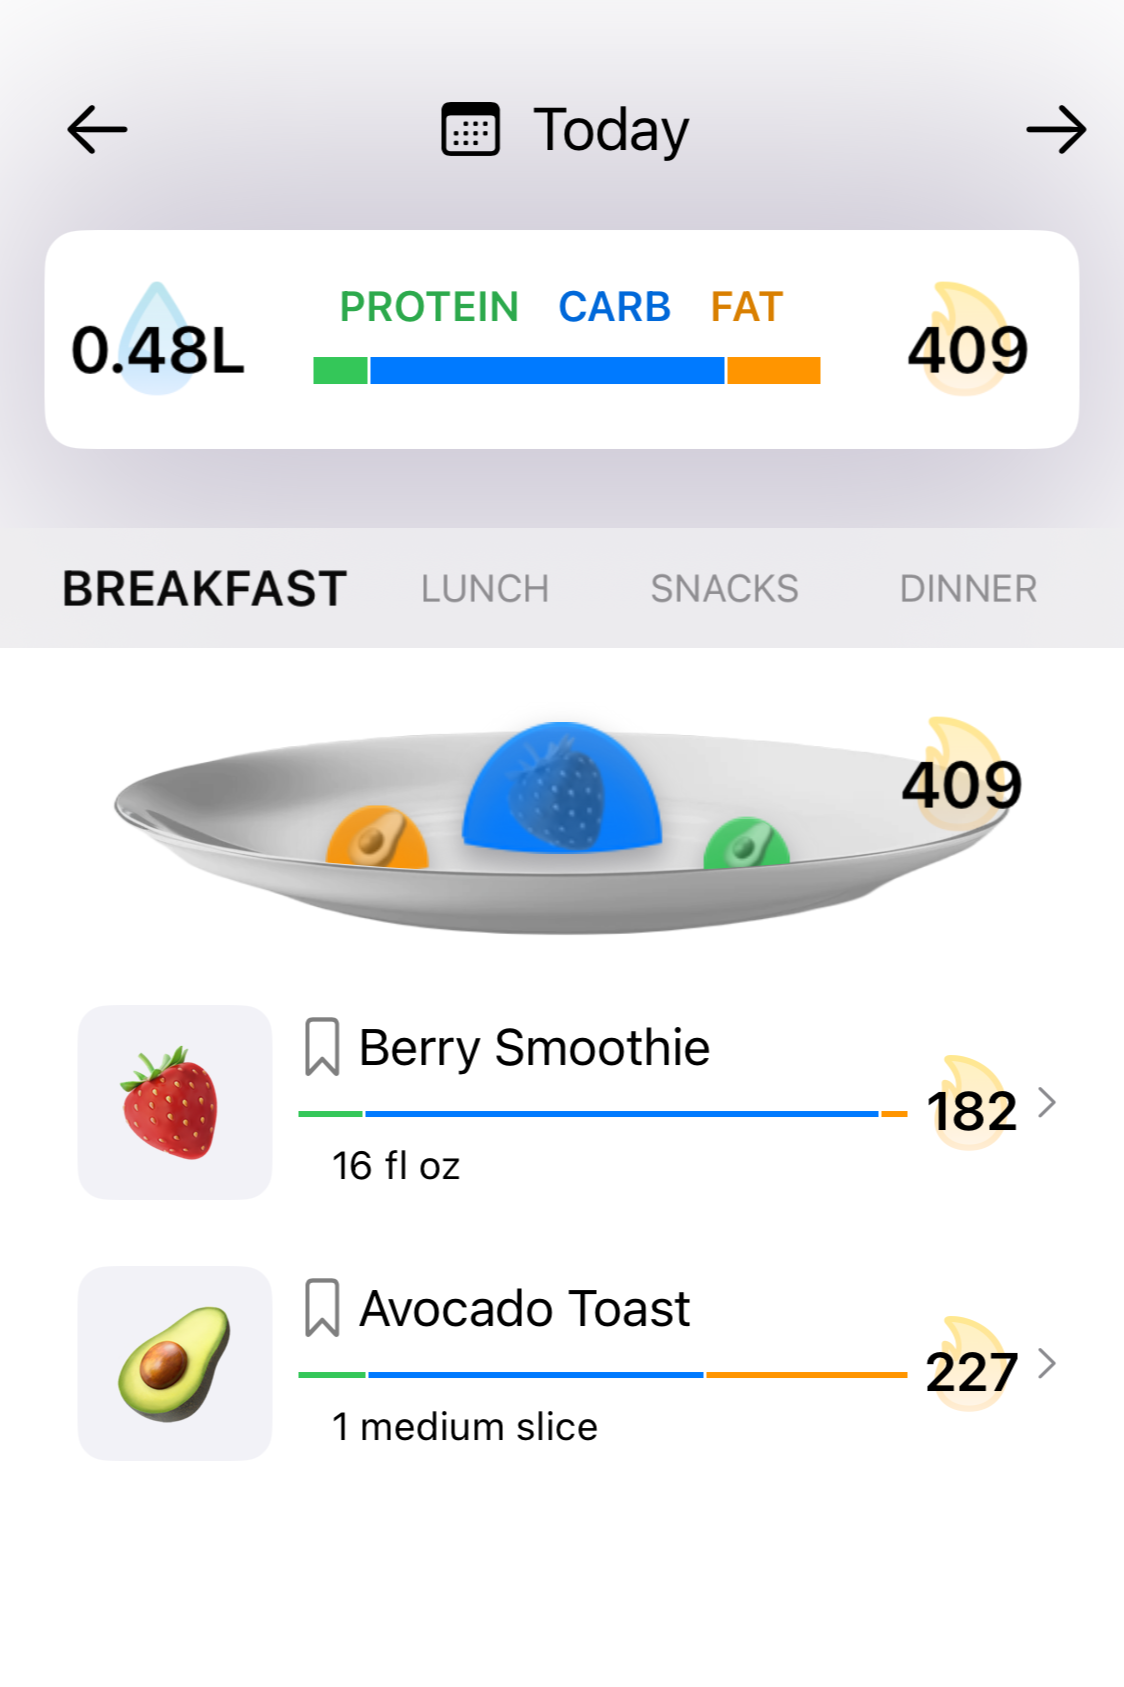 Today
PROTEIN CARB FAT
0.48L
409
BREAKFAST LUNCH SNACKS DINNER
409
Berry Smoothie
182
16 fl oz
Avocado Toast
227
1 medium slice